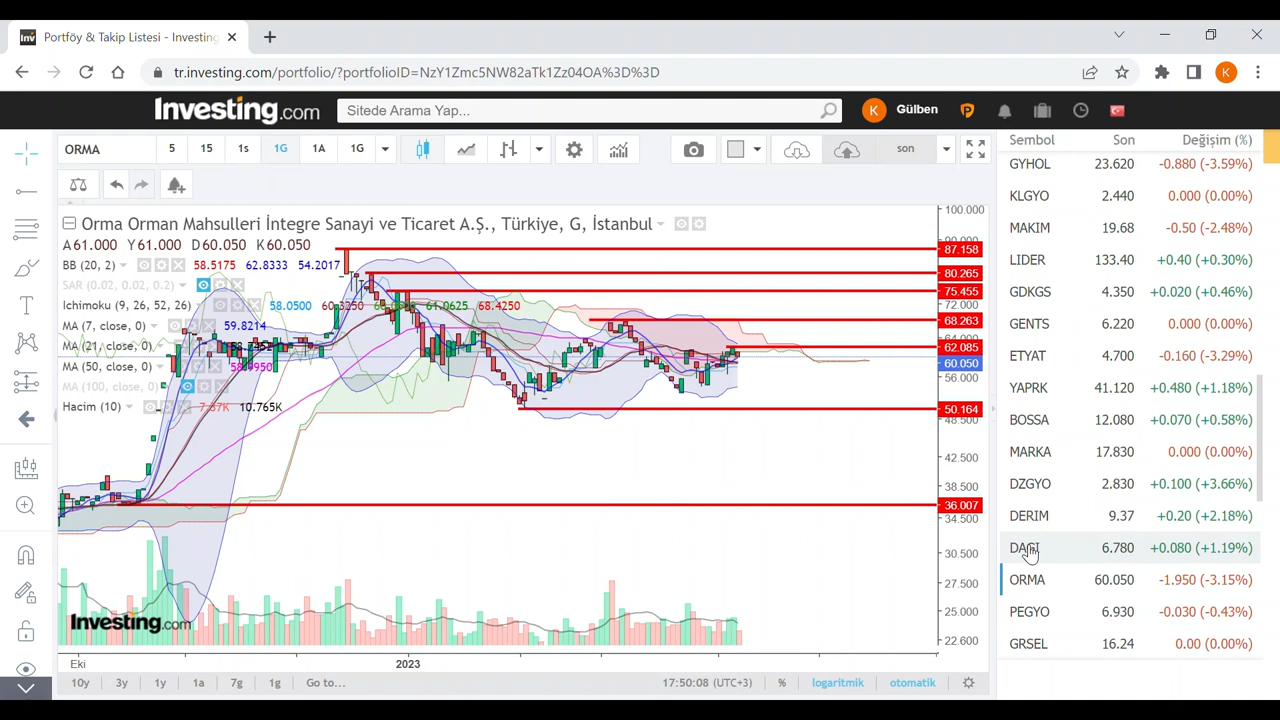 Portföy & Takip Listesi - Investing
tr.investing.com/portfolio/?portfolioID=NzY1Zmc5NW82aTk1Zz04OA%3D%3D
K
Investing.com
Sitede Arama Yap...
K
Gülben
ORMA
5
15
1s
1G
1A
1G
son
Sembol Son Değişim (%)
GYHOL 23.620 -0.880 (-3.59%)
KLGYO 2.440 0.000 (0.00%)
MAKIM 19.68 -0.50 (-2.48%)
LIDER 133.40 +0.40 (+0.30%)
GDKGS 4.350 +0.020 (+0.46%)
GENTS 6.220 0.000 (0.00%)
ETYAT 4.700 -0.160 (-3.29%)
YAPRK 41.120 +0.480 (+1.18%)
BOSSA 12.080 +0.070 (+0.58%)
MARKA 17.830 0.000 (0.00%)
DZGYO 2.830 +0.100 (+3.66%)
DERIM 9.37 +0.20 (+2.18%)
6.780 +0.080 (+1.19%)
ORMA 60.050 -1.950 (-3.15%)
PEGYO 6.930 -0.030 (-0.43%)
GRSEL 16.24 0.00 (0.00%)
Orma Orman Mahsulleri İntegre Sanayi ve Ticaret A.Ş., Türkiye, G, İstanbul
A61.000 Y61.000 D60.050 K60.050
BB (20, 2) 58.5175 62.8333 54.2017
SAR (0.02, 0.02, 0.2)
Ichimoku (9, 26, 52, 26) 58.0500 60.3250 61.0625 68.4250
MA (7, close, 0) 59.8214
MA (21, close, 0) 58.7452
MA (50, close, 0)
MA (100, close, 0)
Hacim (10) 10.765K
100.000
87.158
80.265
75.455
72.000
68.263
62.085
60.050
56.000
50.164
48.500
42.500
38.500
36.007
34.500
30.500
27.500
25.000
22.600
Investing.com
Eki
2023
10y
3y
1y
1a
7g
1g
Go to...
17:50:08 (UTC+3)
%
logaritmik
otomatik